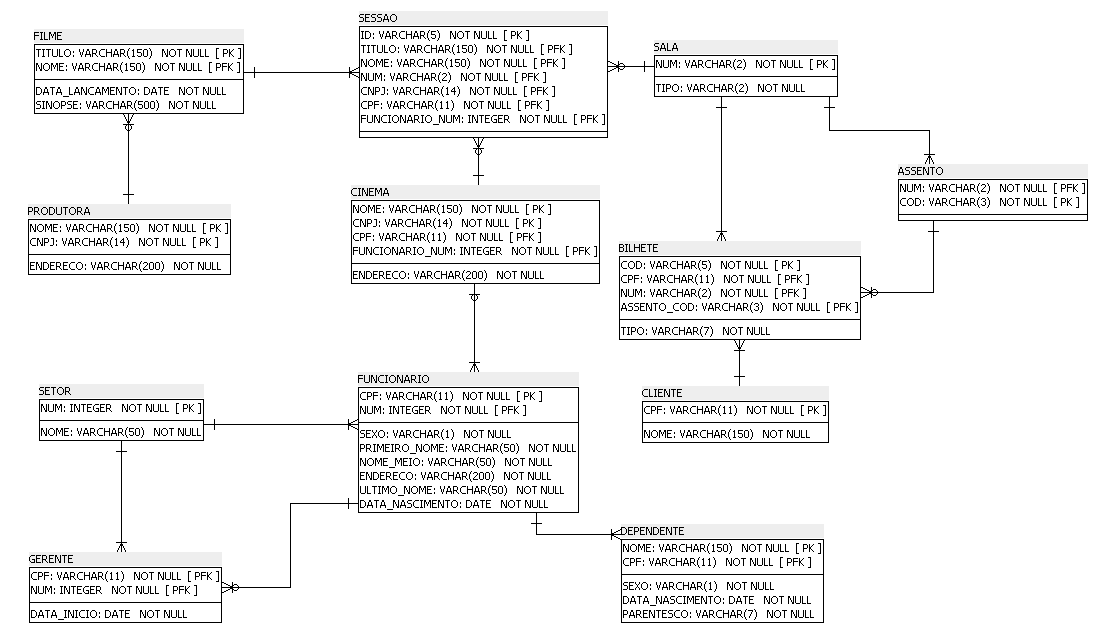 FILME
TITULO: VARCHAR(150) NOT NULL [ PK ]
NOME: VARCHAR(150) NOT NULL [ PFK ]
DATA_LANCAMENTO: DATE NOT NULL
SINOPSE: VARCHAR(500) NOT NULL
SESSAO
ID: VARCHAR(5) NOT NULL [ PK ]
TITULO: VARCHAR(150) NOT NULL [ PFK ]
NOME: VARCHAR(150) NOT NULL [ PFK ]
NUM: VARCHAR(2) NOT NULL [ PFK ]
CNPJ: VARCHAR(14) NOT NULL [ PFK ]
CPF: VARCHAR(11) NOT NULL [ PFK ]
FUNCIONARIO_NUM: INTEGER NOT NULL [ PFK ]
SALA
NUM: VARCHAR(2) NOT NULL [ PK ]
TIPO: VARCHAR(2) NOT NULL
ASSENTO
NUM: VARCHAR(2) NOT NULL [ PFK ]
COD: VARCHAR(3) NOT NULL [ PK ]
PRODUTORA
NOME: VARCHAR(150) NOT NULL [ PK ]
CNPJ: VARCHAR(14) NOT NULL [ PK ]
ENDERECO: VARCHAR(200) NOT NULL
CINEMA
NOME: VARCHAR(150) NOT NULL [ PK ]
CNPJ: VARCHAR(14) NOT NULL [ PK ]
CPF: VARCHAR(11) NOT NULL [ PFK ]
FUNCIONARIO_NUM: INTEGER NOT NULL [ PFK ]
ENDERECO: VARCHAR(200) NOT NULL
BILHETE
COD: VARCHAR(5) NOT NULL [ PK ]
CPF: VARCHAR(11) NOT NULL [ PFK ]
NUM: VARCHAR(2) NOT NULL [ PFK ]
ASSENTO_COD: VARCHAR(3) NOT NULL [ PFK ]
TIPO: VARCHAR(7) NOT NULL
SETOR
NUM: INTEGER NOT NULL [ PK ]
NOME: VARCHAR(50) NOT NULL
FUNCIONARIO
CPF: VARCHAR(11) NOT NULL [ PK ]
NUM: INTEGER NOT NULL [ PFK ]
SEXO: VARCHAR(1) NOT NULL
PRIMEIRO_NOME: VARCHAR(50) NOT NULL
NOME_MEIO: VARCHAR(50) NOT NULL
ENDERECO: VARCHAR(200) NOT NULL
ULTIMO_NOME: VARCHAR(50) NOT NULL
DATA_NASCIMENTO: DATE NOT NULL
CLIENTE
CPF: VARCHAR(11) NOT NULL [ PK ]
NOME: VARCHAR(150) NOT NULL
GERENTE
CPF: VARCHAR(11) NOT NULL [ PFK ]
NUM: INTEGER NOT NULL [ PFK ]
DATA_INICIO: DATE NOT NULL
DEPENDENTE
NOME: VARCHAR(150) NOT NULL [ PK ]
CPF: VARCHAR(11) NOT NULL [ PFK ]
SEXO: VARCHAR(1) NOT NULL
DATA_NASCIMENTO: DATE NOT NULL
PARENTESCO: VARCHAR(7) NOT NULL